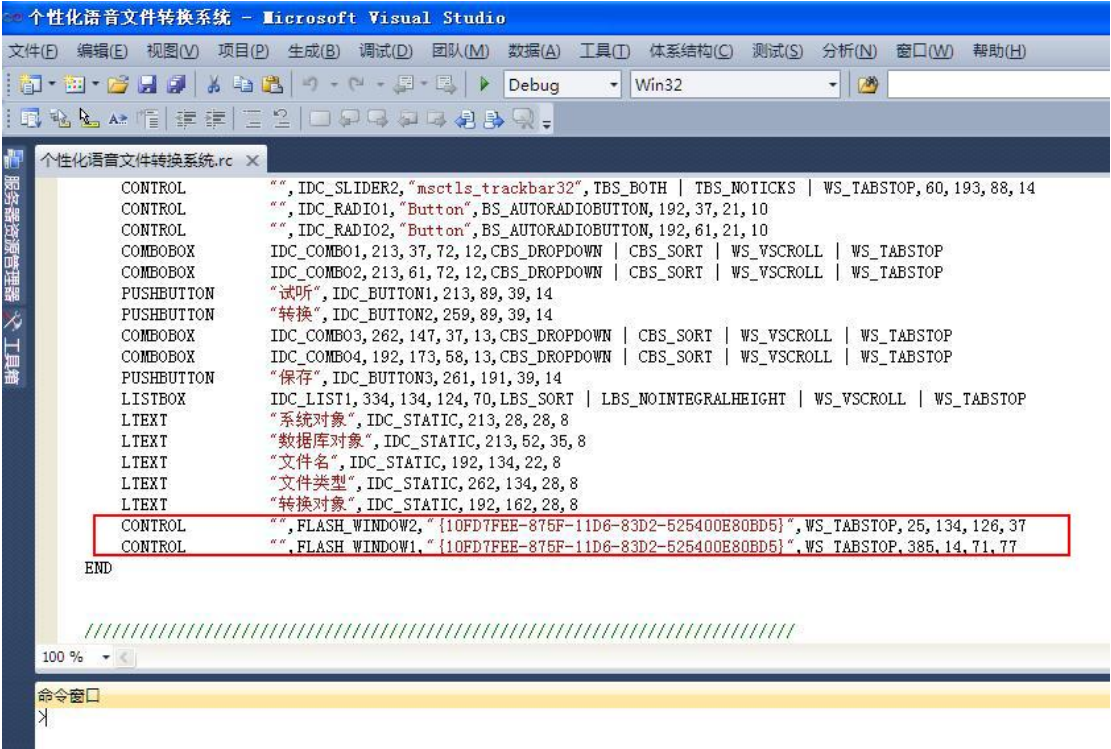 个性化语音文件转换系统 - Microsoft Visual Studio
文件(F) 编辑(E) 视图(V) 项目(P) 生成(B) 调试(D) 团队(M) 数据(A) 工具(T) 体系结构(C) 测试(S) 分析(N) 窗口(W) 帮助(H)
Debug Win32
个性化语音文件转换系统.rc
服务器资源管理器
工具箱
CONTROL "",IDC_SLIDER2,"msctls_trackbar32",TBS_BOTH | TBS_NOTICKS | WS_TABSTOP,60,193,88,14
CONTROL "",IDC_RADIO1,"Button",BS_AUTORADIOBUTTON,192,37,21,10
CONTROL "",IDC_RADIO2,"Button",BS_AUTORADIOBUTTON,192,61,21,10
COMBOBOX IDC_COMBO1,213,37,72,12,CBS_DROPDOWN | CBS_SORT | WS_VSCROLL | WS_TABSTOP
COMBOBOX IDC_COMBO2,213,61,72,12,CBS_DROPDOWN | CBS_SORT | WS_VSCROLL | WS_TABSTOP
PUSHBUTTON "试听",IDC_BUTTON1,213,89,39,14
PUSHBUTTON "转换",IDC_BUTTON2,259,89,39,14
COMBOBOX IDC_COMBO3,262,147,37,13,CBS_DROPDOWN | CBS_SORT | WS_VSCROLL | WS_TABSTOP
COMBOBOX IDC_COMBO4,192,173,58,13,CBS_DROPDOWN | CBS_SORT | WS_VSCROLL | WS_TABSTOP
PUSHBUTTON "保存",IDC_BUTTON3,261,191,39,14
LISTBOX IDC_LIST1,334,134,124,70,LBS_SORT | LBS_NOINTEGRALHEIGHT | WS_VSCROLL | WS_TABSTOP
LTEXT "系统对象",IDC_STATIC,213,28,28,8
LTEXT "数据库对象",IDC_STATIC,213,52,35,8
LTEXT "文件名",IDC_STATIC,192,134,22,8
LTEXT "文件类型",IDC_STATIC,262,134,28,8
LTEXT "转换对象",IDC_STATIC,192,162,28,8
CONTROL "",FLASH_WINDOW2,"{10FD7FEE-875F-11D6-83D2-525400E80BD5}",WS_TABSTOP,25,134,126,37
CONTROL "",FLASH_WINDOW1,"{10FD7FEE-875F-11D6-83D2-525400E80BD5}",WS_TABSTOP,385,14,71,77
END
/////////////////////////////////////////////////////////////////////////////
100 %
命令窗口
>